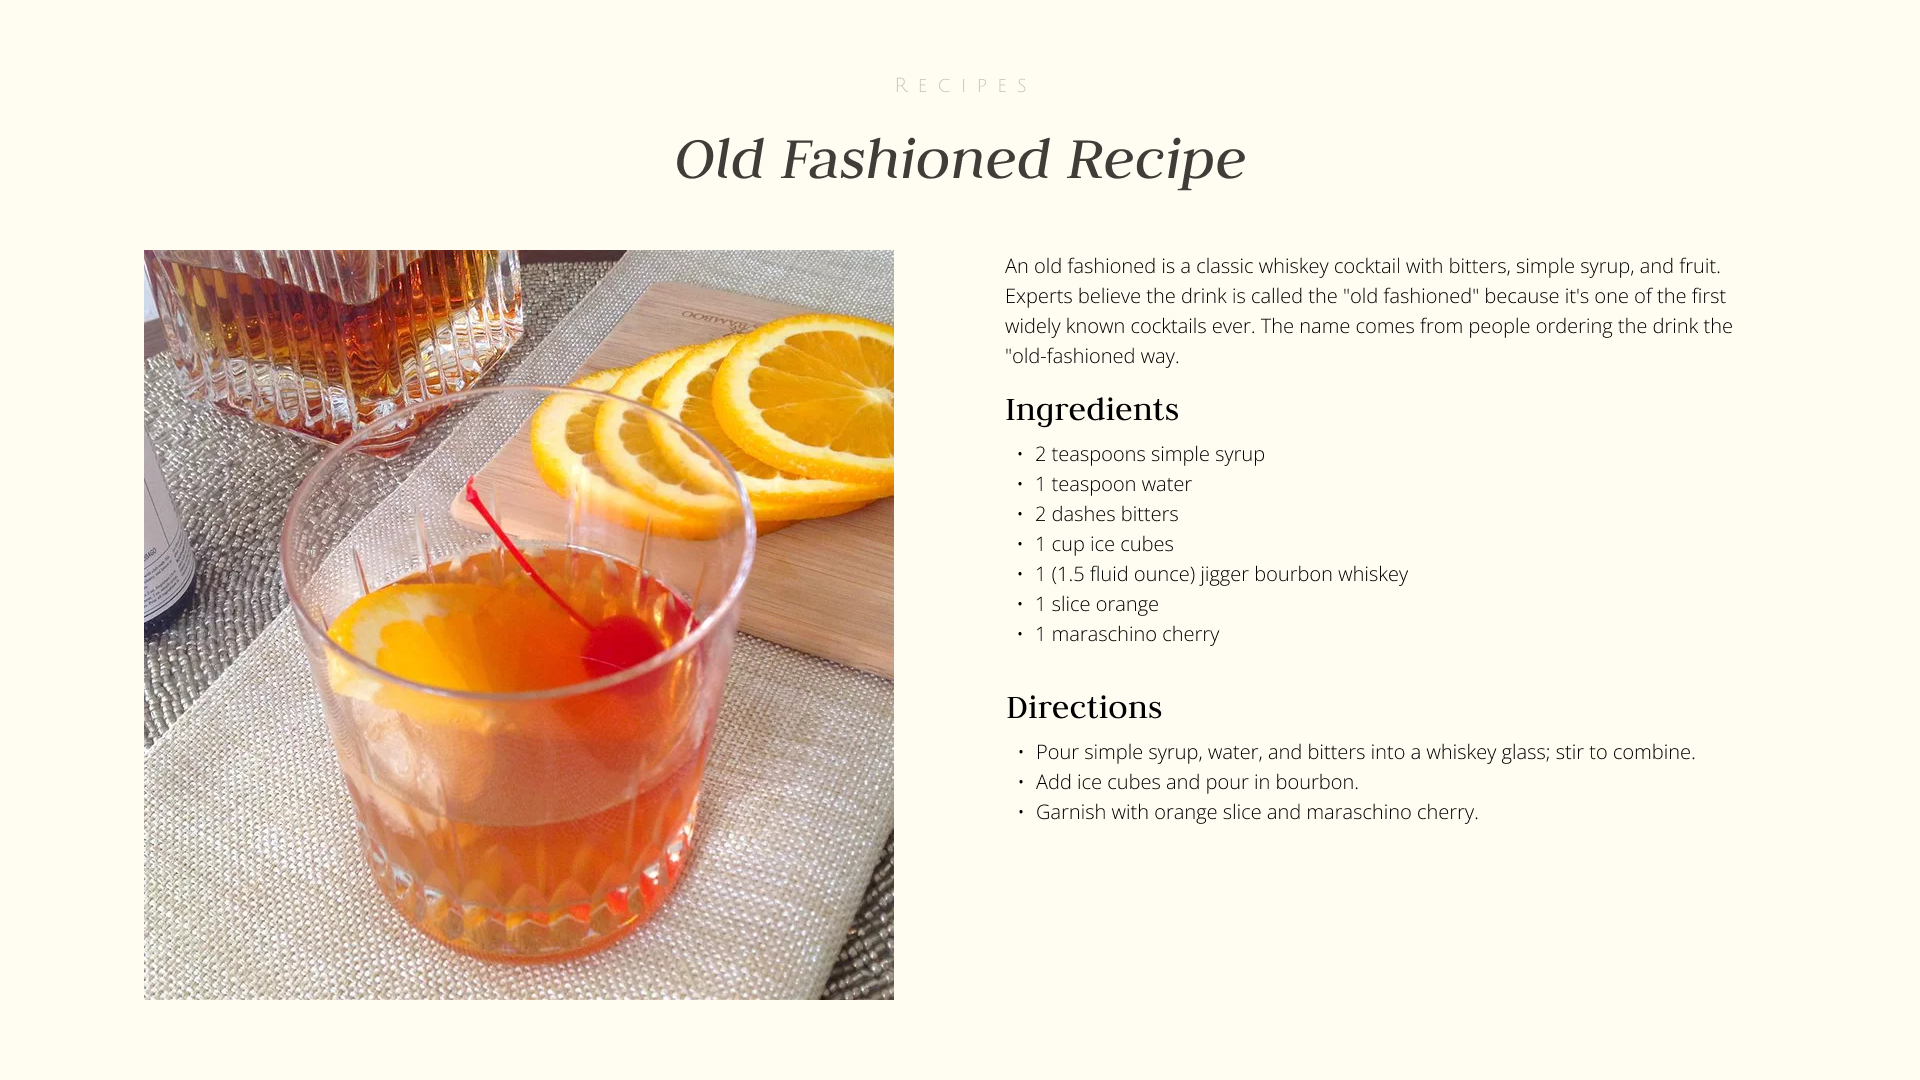 Recipes
Old Fashioned Recipe
An old fashioned is a classic whiskey cocktail with bitters, simple syrup, and fruit.
Experts believe the drink is called the "old fashioned" because it's one of the first
widely known cocktails ever. The name comes from people ordering the drink the
"old-fashioned way.
Ingredients
• 2 teaspoons simple syrup
• 1 teaspoon water
• 2 dashes bitters
• 1 cup ice cubes
• 1 (1.5 fluid ounce) jigger bourbon whiskey
• 1 slice orange
• 1 maraschino cherry
Directions
• Pour simple syrup, water, and bitters into a whiskey glass; stir to combine.
• Add ice cubes and pour in bourbon.
• Garnish with orange slice and maraschino cherry.